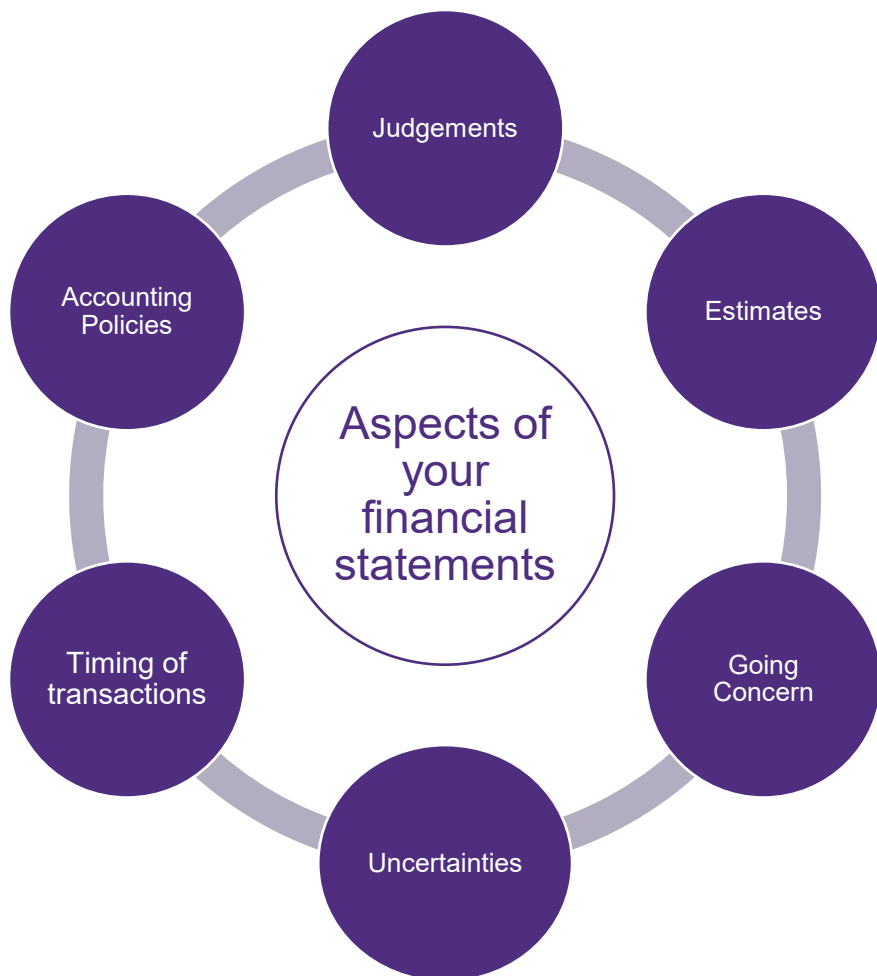 Judgements
Accounting
Policies
Estimates
Aspects of
your
financial
statements
Timing of
transactions
Going
Concern
Uncertainties